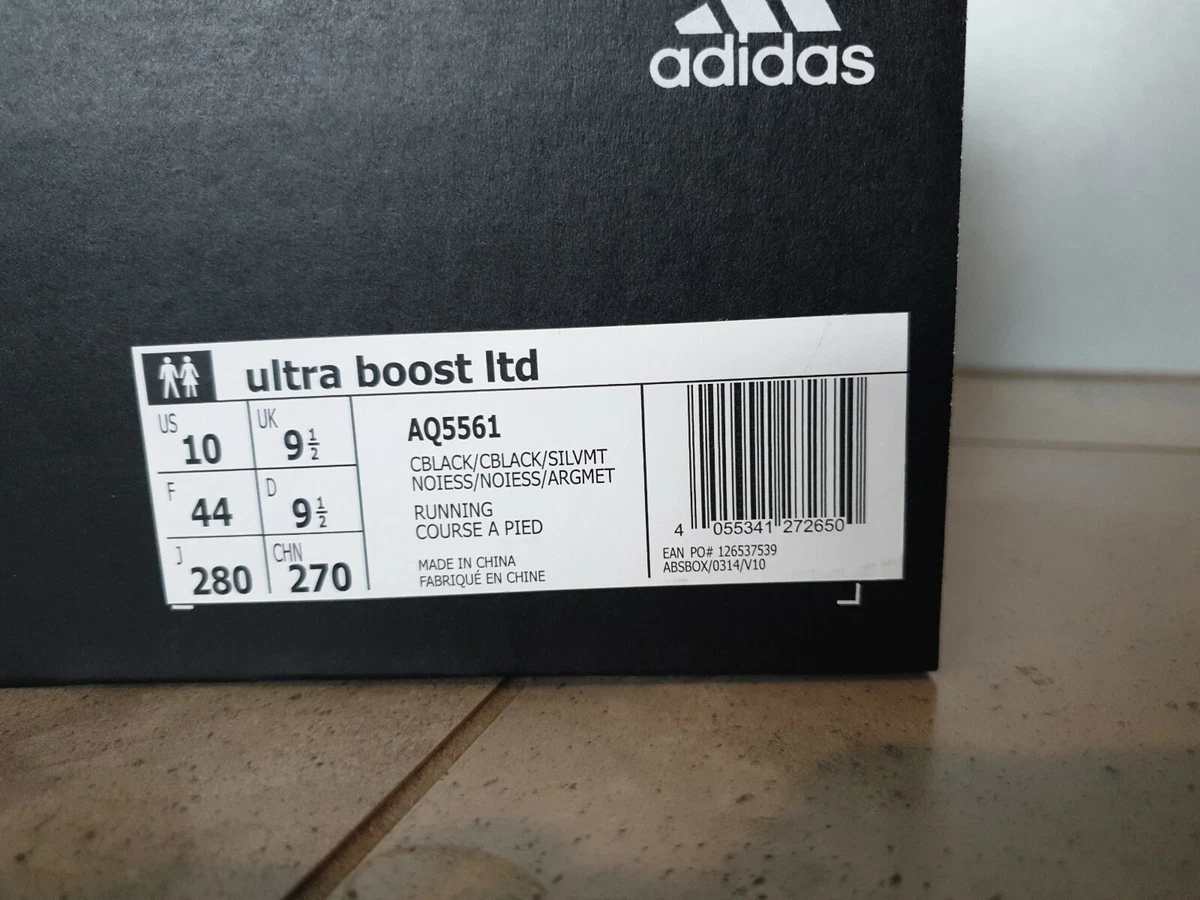 adidas
ultra boost ltd
US 10 UK 9 1/2
F 44 D 9 1/2
J 280 CHN 270
AQ5561
CBLACK/CBLACK/SILVMT
NOIESS/NOIESS/ARGMET
RUNNING
COURSE A PIED
MADE IN CHINA
FABRIQUÉ EN CHINE
4 055341 272650
EAN PO# 126537539
ABSBOX/0314/V10